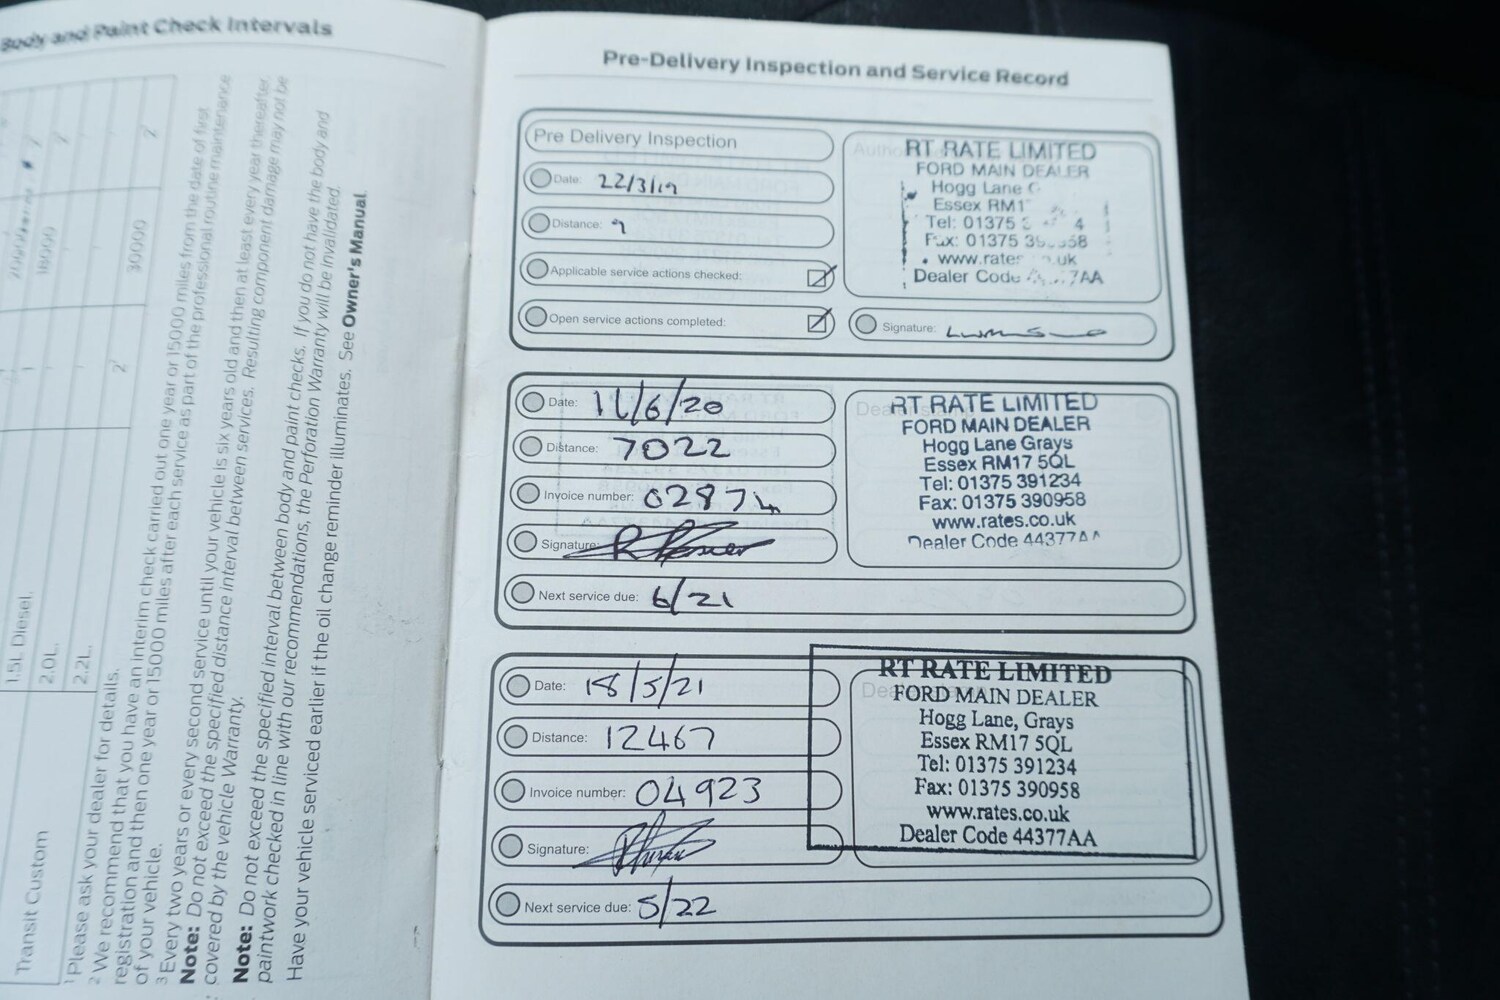 Body and Paint Check Intervals
20000
18000
30000
2¹
1.5L Diesel.
2.0L.
2.2L.
Transit Custom
¹ Please ask your dealer for details.
² We recommend that you have an interim check carried out one year or 15000 miles from the date of first
registration and then one year or 15000 miles after each service as part of the professional routine maintenance
of your vehicle.
³ Every two years or every second service until your vehicle is six years old and then at least every year thereafter.
Note: Do not exceed the specified distance interval between services. Resulting component damage may not be
covered by the vehicle Warranty.
Note: Do not exceed the specified interval between body and paint checks. If you do not have the body and
paintwork checked in line with our recommendations, the Perforation Warranty will be invalidated.
Have your vehicle serviced earlier if the oil change reminder illuminates. See Owner's Manual.
Pre-Delivery Inspection and Service Record
Pre Delivery Inspection
Date: 22/3/19
Distance: 9
Applicable service actions checked:
Open service actions completed:
RT RATE LIMITED
FORD MAIN DEALER
Hogg Lane
Essex RM1
Tel: 01375
Fax: 01375
Dealer Code
Signature:
Date: 11/6/20
Distance: 7022
Invoice number: 02874
Signature:
Next service due: 6/21
RT RATE LIMITED
FORD MAIN DEALER
Hogg Lane Grays
Essex RM17 5QL
Tel: 01375 391234
Fax: 01375 390958
www.rates.co.uk
Dealer Code 44377AA
Date: 18/5/21
Distance: 12467
Invoice number: 04923
Signature:
Next service due: 5/22
RT RATE LIMITED
FORD MAIN DEALER
Hogg Lane, Grays
Essex RM17 5QL
Tel: 01375 391234
Fax: 01375 390958
www.rates.co.uk
Dealer Code 44377AA